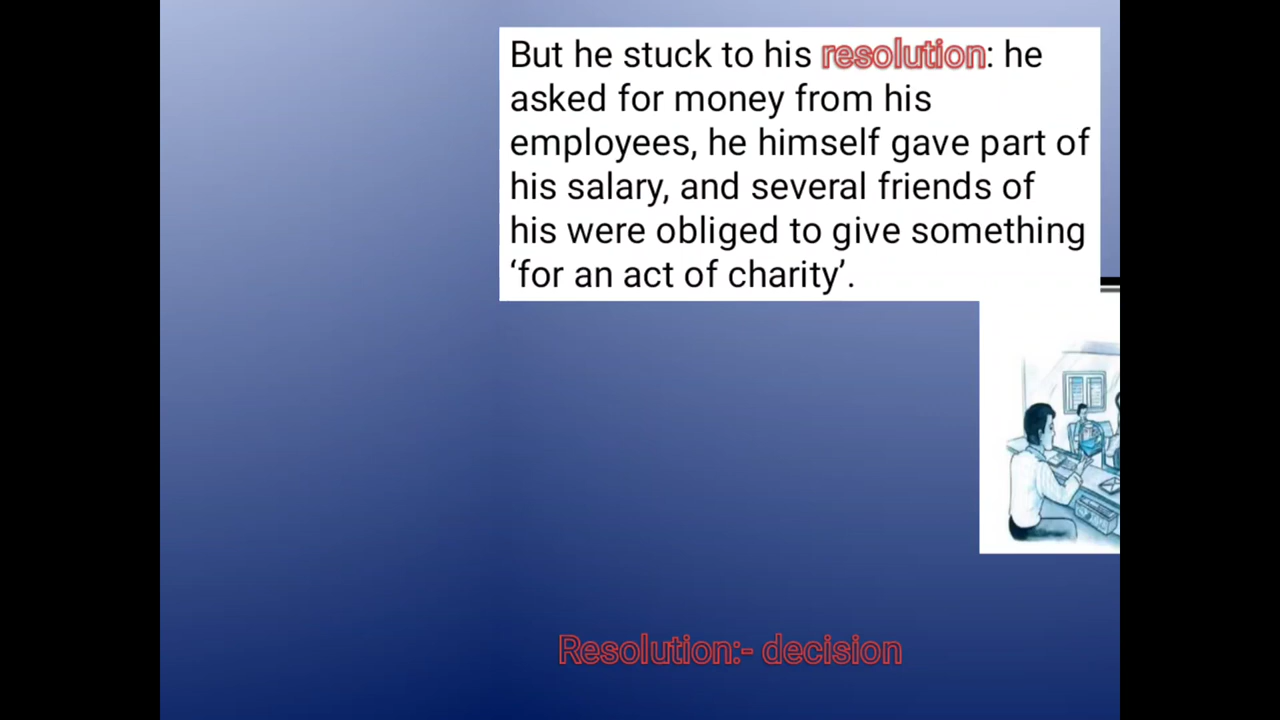 But he stuck to his resolution: he
asked for money from his
employees, he himself gave part of
his salary, and several friends of
his were obliged to give something
‘for an act of charity’.
Resolution:- decision